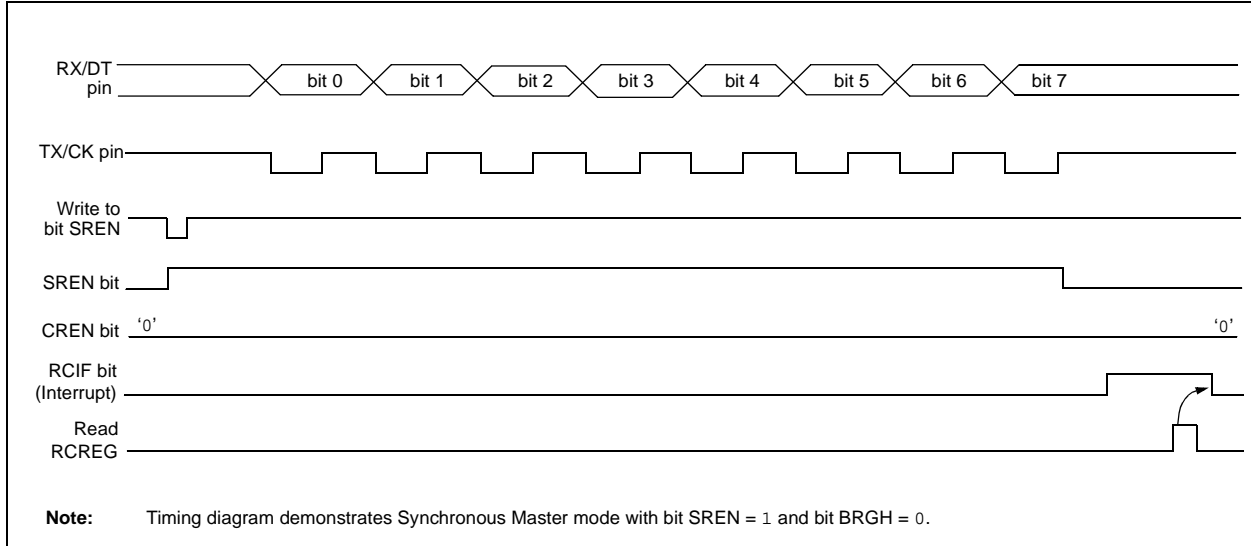 RX/DT
pin
bit 0 bit 1 bit 2 bit 3 bit 4 bit 5 bit 6 bit 7
TX/CK pin
Write to
bit SREN
SREN bit
CREN bit ‘0’ ‘0’
RCIF bit
(Interrupt)
Read
RCREG
Note: Timing diagram demonstrates Synchronous Master mode with bit SREN = 1 and bit BRGH = 0.